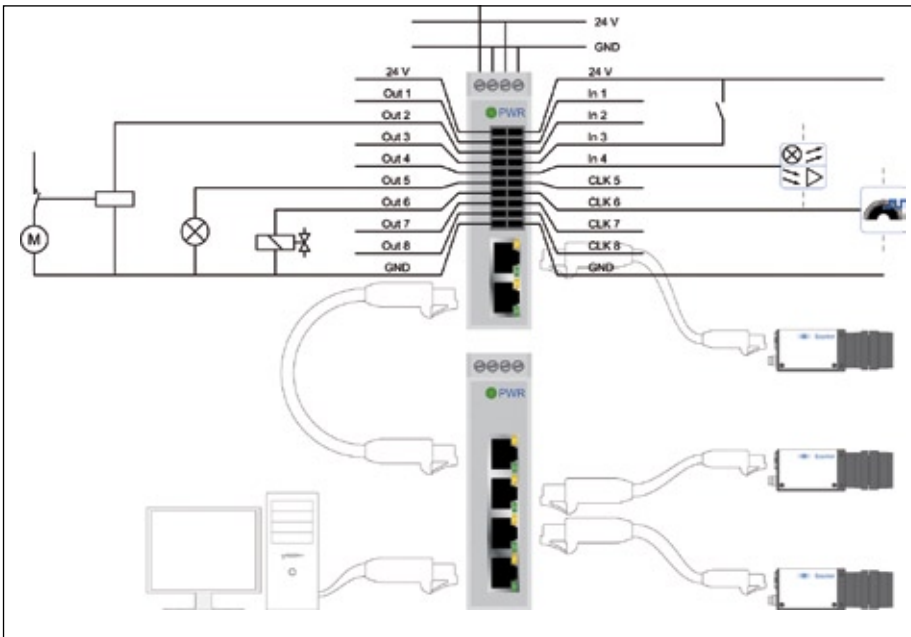 24 V
GND
24 V
24 V
Out 1
In 1
Out 2
In 2
Out 3
In 3
Out 4
In 4
Out 5
CLK 5
Out 6
CLK 6
Out 7
CLK 7
Out 8
CLK 8
GND
GND
PWR
M
PWR